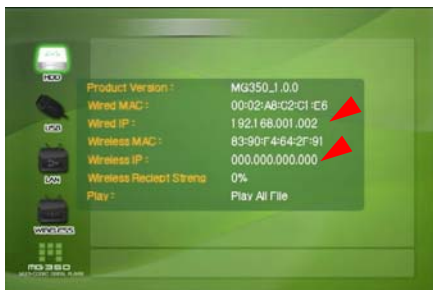 HDD
USB
LAN
WIRELESS
MG350
Product Version : MG350_1.0.0
Wired MAC : 00:02:A8:C2:C1:E6
Wired IP : 192.168.001.002
Wireless MAC : 83:90:F4:64:2F:91
Wireless IP : 000.000.000.000
Wireless Reciept Streng 0%
Play : Play All File